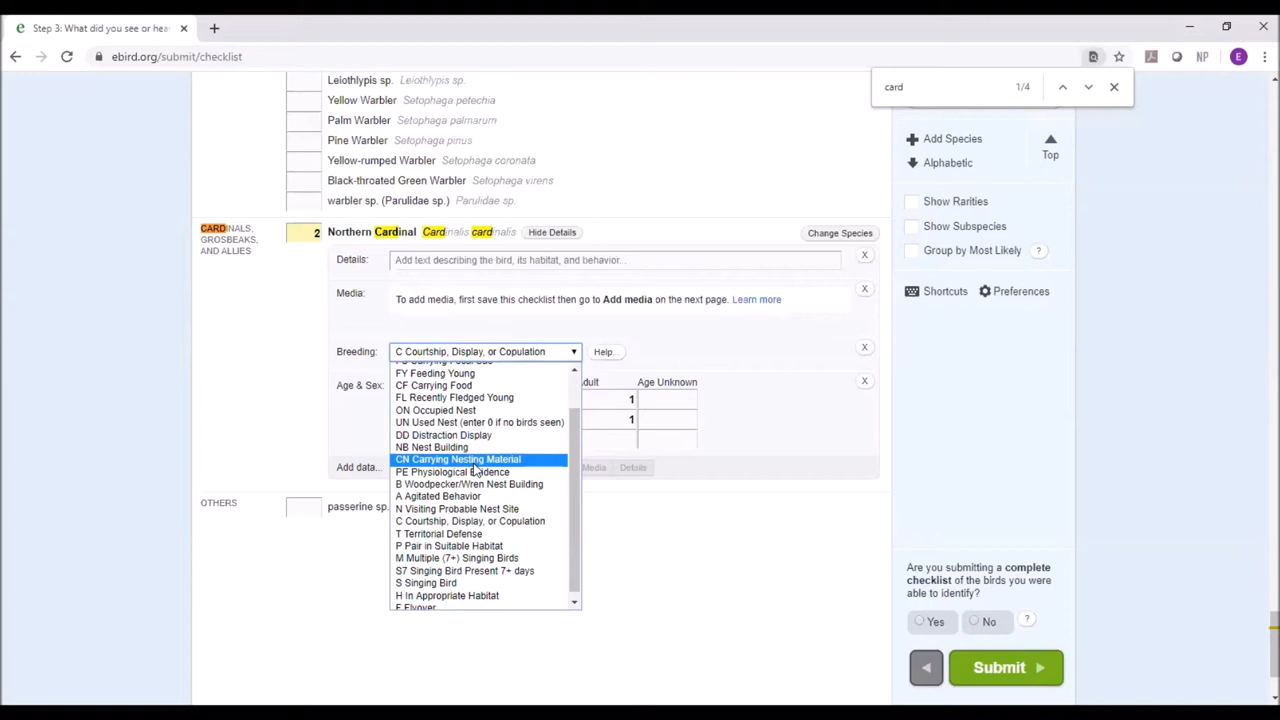 Step 3: What did you see or hea
ebird.org/submit/checklist
NP
E
card 1/4
Leiothlypis sp. Leiothlypis sp.
Yellow Warbler Setophaga petechia
Palm Warbler Setophaga palmarum
Pine Warbler Setophaga pinus
Yellow-rumped Warbler Setophaga coronata
Black-throated Green Warbler Setophaga virens
warbler sp. (Parulidae sp.) Parulidae sp.
Add Species
Alphabetic
Top
Show Rarities
Show Subspecies
Group by Most Likely ?
Shortcuts Preferences
CARDINALS,
GROSBEAKS,
AND ALLIES
2 Northern Cardinal Cardinalis cardinalis Hide Details Change Species
Details: Add text describing the bird, its habitat, and behavior... X
Media: To add media, first save this checklist then go to Add media on the next page. Learn more X
Breeding: C Courtship, Display, or Copulation Help... X
FY Feeding Young
CF Carrying Food
FL Recently Fledged Young
ON Occupied Nest
UN Used Nest (enter 0 if no birds seen)
DD Distraction Display
NB Nest Building
CN Carrying Nesting Material
PE Physiological Evidence
B Woodpecker/Wren Nest Building
A Agitated Behavior
N Visiting Probable Nest Site
C Courtship, Display, or Copulation
T Territorial Defense
P Pair in Suitable Habitat
M Multiple (7+) Singing Birds
S7 Singing Bird Present 7+ days
S Singing Bird
H In Appropriate Habitat
F Flyover
Age & Sex: dult Age Unknown X
1
1
Add data... Media Details
OTHERS passerine sp.
Are you submitting a complete
checklist of the birds you were
able to identify?
Yes No ?
Submit